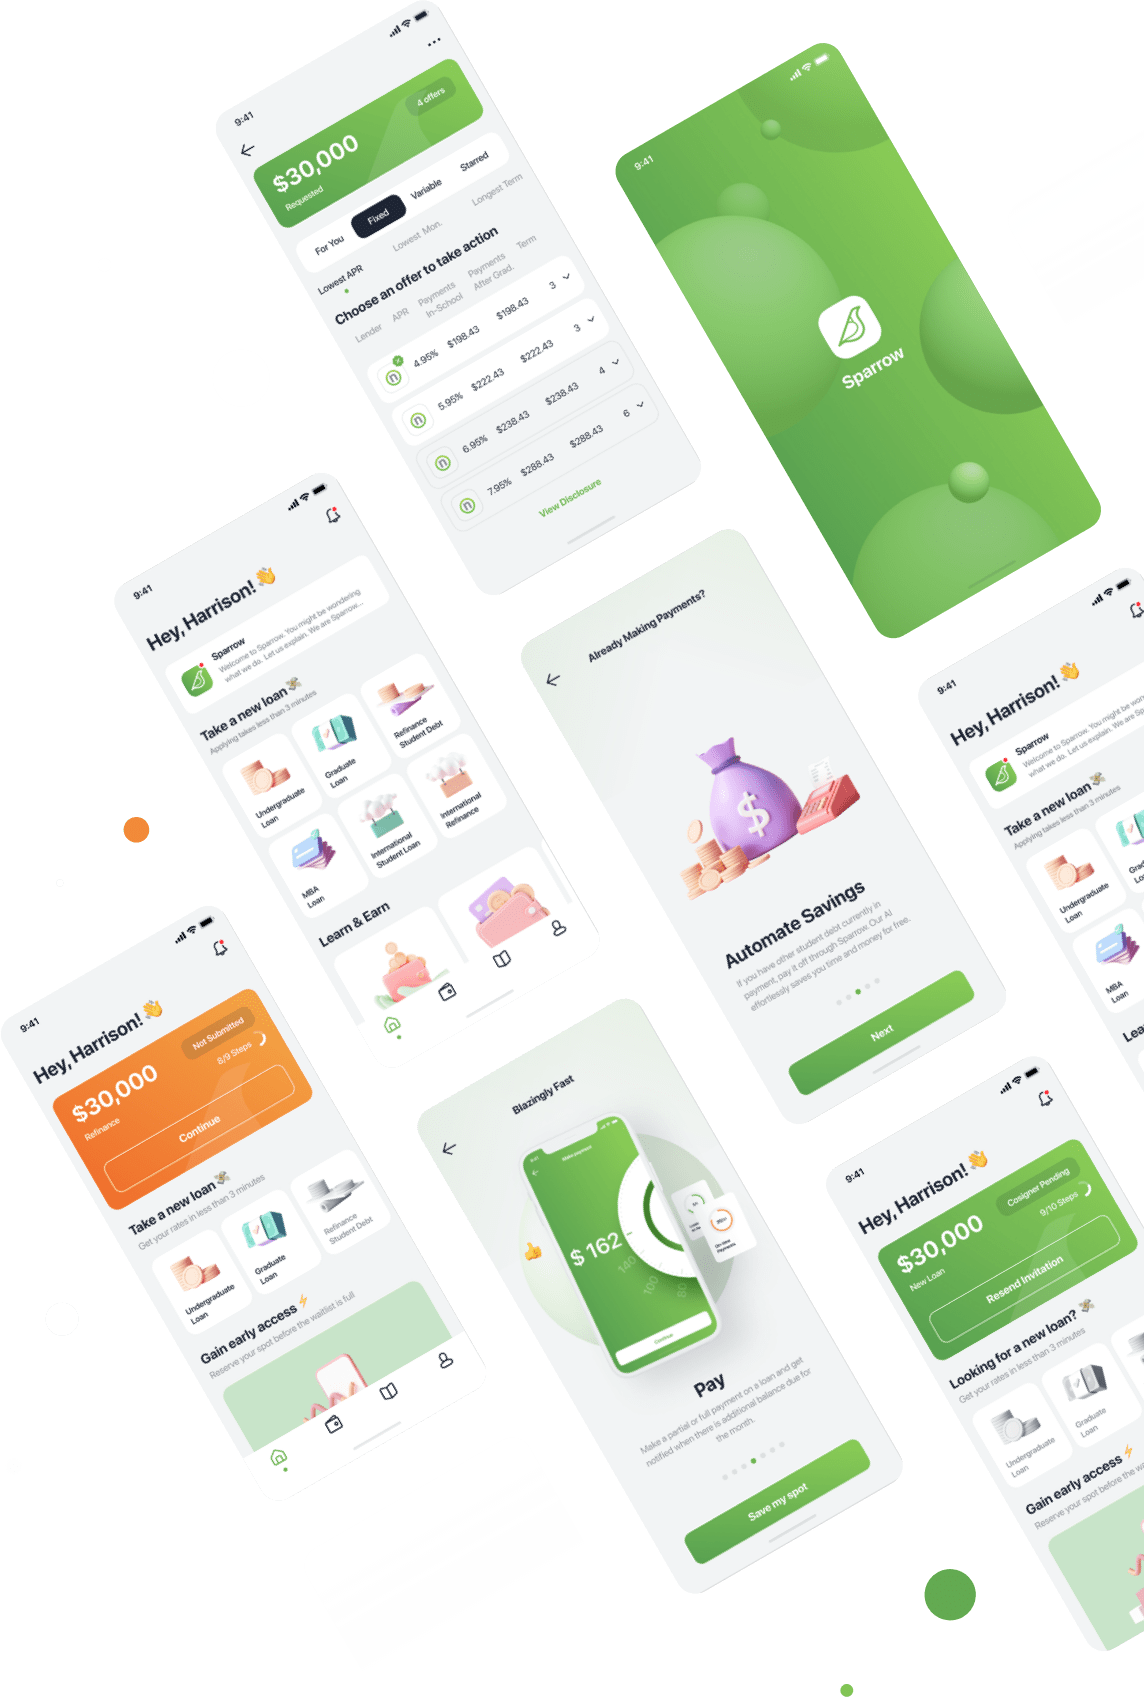 9:41
4 offers
$30,000
Requested
For You
Fixed
Variable
Starred
Lowest APR
Lowest Mon.
Longest Term
Choose an offer to take action
Lender
APR
Payments
In-School
Payments
After Grad.
Term
4.95% $198.43 $198.43 3
5.95% $222.43 $222.43 3
6.95% $238.43 $238.43 4
7.95% $288.43 $288.43 6
View Disclosure
9:41
Sparrow
9:41
Hey, Harrison! 👋
Sparrow
Welcome to Sparrow. You might be wondering
what we do. Let us explain. We are Sparrow...
Take a new loan 💸
Applying takes less than 3 minutes
Undergraduate
Loan
Graduate
Loan
Refinance
Student Debt
MBA
Loan
International
Student Loan
International
Refinance
Learn & Earn
Already Making Payments?
$
Automate Savings
If you have other student debt currently in
payment, pay it off through Sparrow. Our AI
effortlessly saves you time and money for free.
Next
9:41
Hey, Harrison! 👋
Sparrow
Welcome to Sparrow. You might be won
what we do. Let us explain. We are Sp
Take a new loan 💸
Applying takes less than 3 minutes
Undergraduate
Loan
Grad
Loan
MBA
Loan
Lea
9:41
Hey, Harrison! 👋
Not Submitted
$30,000
8/9 Steps
Refinance
Continue
Take a new loan 💸
Get your rates in less than 3 minutes
Undergraduate
Loan
Graduate
Loan
Refinance
Student Debt
Gain early access ⚡
Reserve your spot before the waitlist is full
Blazingly Fast
Make payment
$ 162
140
100
80
Continue
Pay
Make a partial or full payment on a loan and get
notified when there is additional balance due for
the month.
Save my spot
9:41
Hey, Harrison! 👋
Cosigner Pending
$30,000
9/10 Steps
New Loan
Resend Invitation
Looking for a new loan? 💸
Get your rates in less than 3 minutes
Undergraduate
Loan
Graduate
Loan
Gain early access ⚡
Reserve your spot before the wa